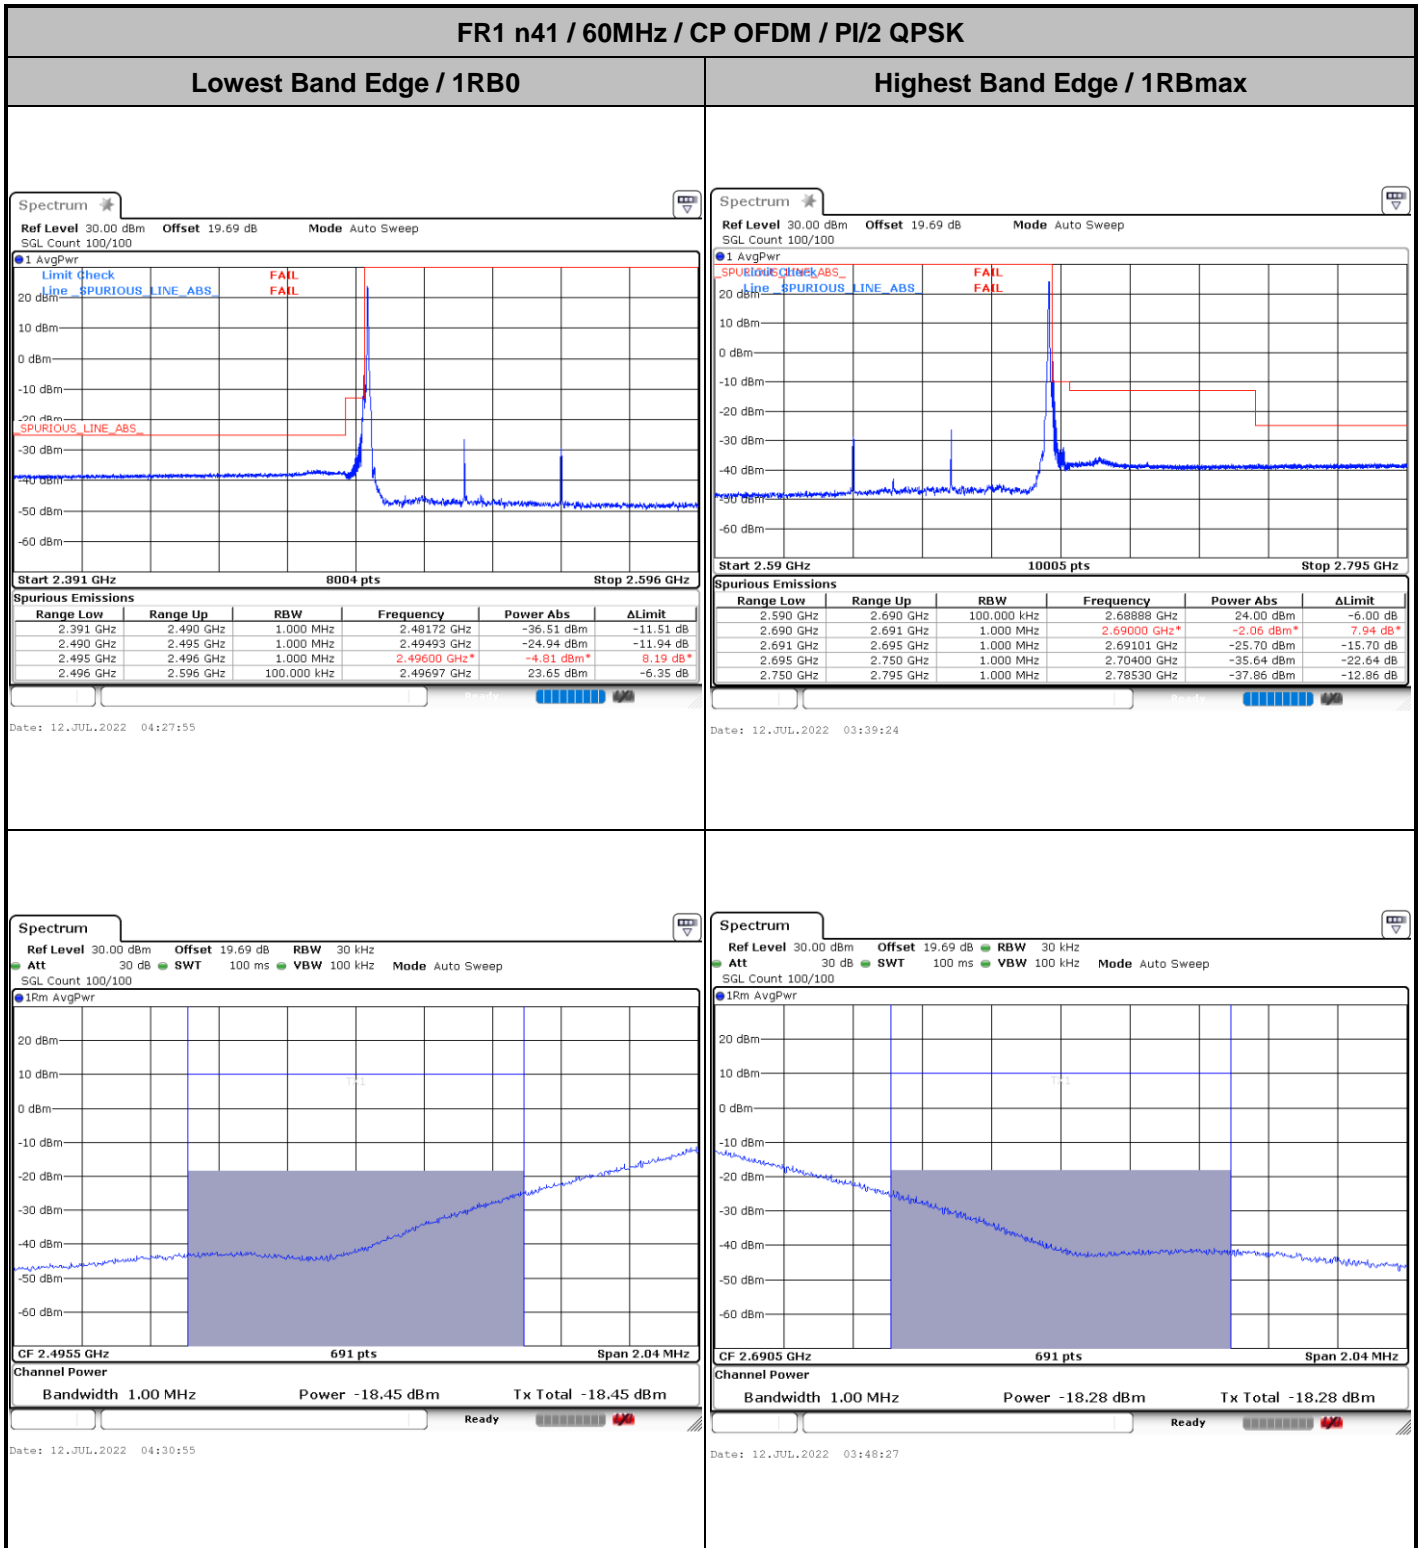 FR1 n41 / 60MHz / CP OFDM / PI/2 QPSK
Lowest Band Edge / 1RB0
Highest Band Edge / 1RBmax
Spectrum
Ref Level 30.00 dBm Offset 19.69 dB Mode Auto Sweep
SGL Count 100/100
1 AvgPwr
Limit Check FAIL
Line _SPURIOUS_LINE_ABS_ FAIL
20 dBm
10 dBm
0 dBm
-10 dBm
-20 dBm
_SPURIOUS_LINE_ABS_
-30 dBm
-40 dBm
-50 dBm
-60 dBm
Start 2.391 GHz 8004 pts Stop 2.596 GHz
Spurious Emissions
Range Low Range Up RBW Frequency Power Abs ΔLimit
2.391 GHz 2.490 GHz 1.000 MHz 2.48172 GHz -36.51 dBm -11.51 dB
2.490 GHz 2.495 GHz 1.000 MHz 2.49493 GHz -24.94 dBm -11.94 dB
2.495 GHz 2.496 GHz 1.000 MHz 2.49600 GHz* -4.81 dBm* 8.19 dB*
2.496 GHz 2.596 GHz 100.000 kHz 2.49697 GHz 23.65 dBm -6.35 dB
Ready
Date: 12.JUL.2022 04:27:55
Spectrum
Ref Level 30.00 dBm Offset 19.69 dB Mode Auto Sweep
SGL Count 100/100
1 AvgPwr
_SPURIOUS_LINE_ABS_
Limit Check FAIL
Line _SPURIOUS_LINE_ABS_ FAIL
20 dBm
10 dBm
0 dBm
-10 dBm
-20 dBm
-30 dBm
-40 dBm
-50 dBm
-60 dBm
Start 2.59 GHz 10005 pts Stop 2.795 GHz
Spurious Emissions
Range Low Range Up RBW Frequency Power Abs ΔLimit
2.590 GHz 2.690 GHz 100.000 kHz 2.68888 GHz 24.00 dBm -6.00 dB
2.690 GHz 2.691 GHz 1.000 MHz 2.69000 GHz* -2.06 dBm* 7.94 dB*
2.691 GHz 2.695 GHz 1.000 MHz 2.69101 GHz -25.70 dBm -15.70 dB
2.695 GHz 2.750 GHz 1.000 MHz 2.70400 GHz -35.64 dBm -22.64 dB
2.750 GHz 2.795 GHz 1.000 MHz 2.78530 GHz -37.86 dBm -12.86 dB
Ready
Date: 12.JUL.2022 03:39:24
Spectrum
Ref Level 30.00 dBm Offset 19.69 dB RBW 30 kHz
Att 30 dB SWT 100 ms VBW 100 kHz Mode Auto Sweep
SGL Count 100/100
1Rm AvgPwr
20 dBm
10 dBm
TX1
0 dBm
-10 dBm
-20 dBm
-30 dBm
-40 dBm
-50 dBm
-60 dBm
CF 2.4955 GHz 691 pts Span 2.04 MHz
Channel Power
Bandwidth 1.00 MHz Power -18.45 dBm Tx Total -18.45 dBm
Ready
Date: 12.JUL.2022 04:30:55
Spectrum
Ref Level 30.00 dBm Offset 19.69 dB RBW 30 kHz
Att 30 dB SWT 100 ms VBW 100 kHz Mode Auto Sweep
SGL Count 100/100
1Rm AvgPwr
20 dBm
10 dBm
TX1
0 dBm
-10 dBm
-20 dBm
-30 dBm
-40 dBm
-50 dBm
-60 dBm
CF 2.6905 GHz 691 pts Span 2.04 MHz
Channel Power
Bandwidth 1.00 MHz Power -18.28 dBm Tx Total -18.28 dBm
Ready
Date: 12.JUL.2022 03:48:27